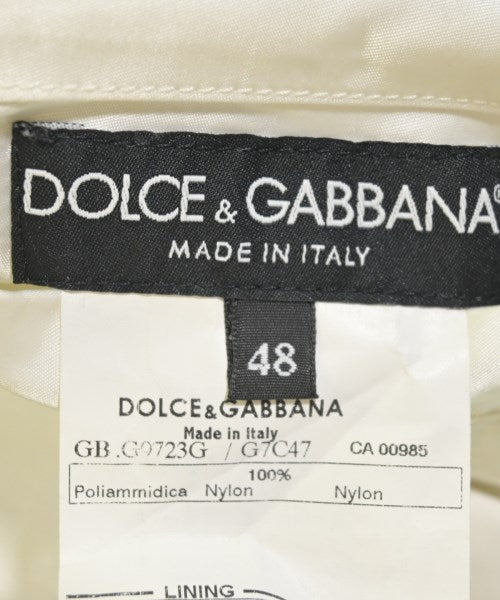 DOLCE & GABBANA®
MADE IN ITALY
48
DOLCE&GABBANA
Made in Italy
GB .G9723G / G7C47 CA 00985
100%
Poliammidica Nylon Nylon
LINING